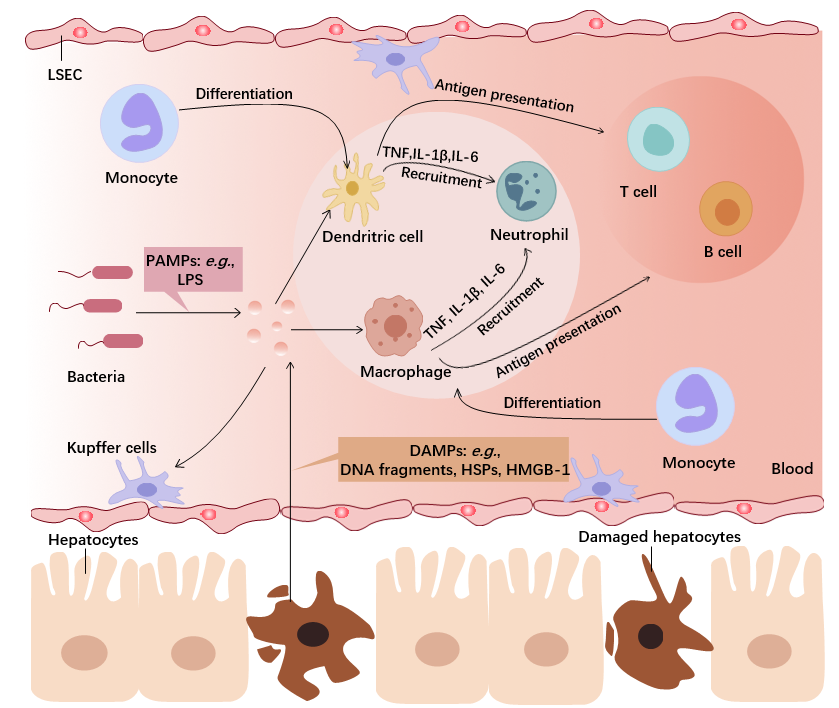 LSEC
Differentiation
Antigen presentation
Monocyte
TNF,IL-1β,IL-6
Recruitment
T cell
Dendritric cell
Neutrophil
B cell
PAMPs: e.g.,
LPS
TNF, IL-1β, IL-6
Recruitment
Bacteria
Macrophage
Antigen presentation
Differentiation
Kupffer cells
DAMPs: e.g.,
DNA fragments, HSPs, HMGB-1
Monocyte
Blood
Hepatocytes
Damaged hepatocytes